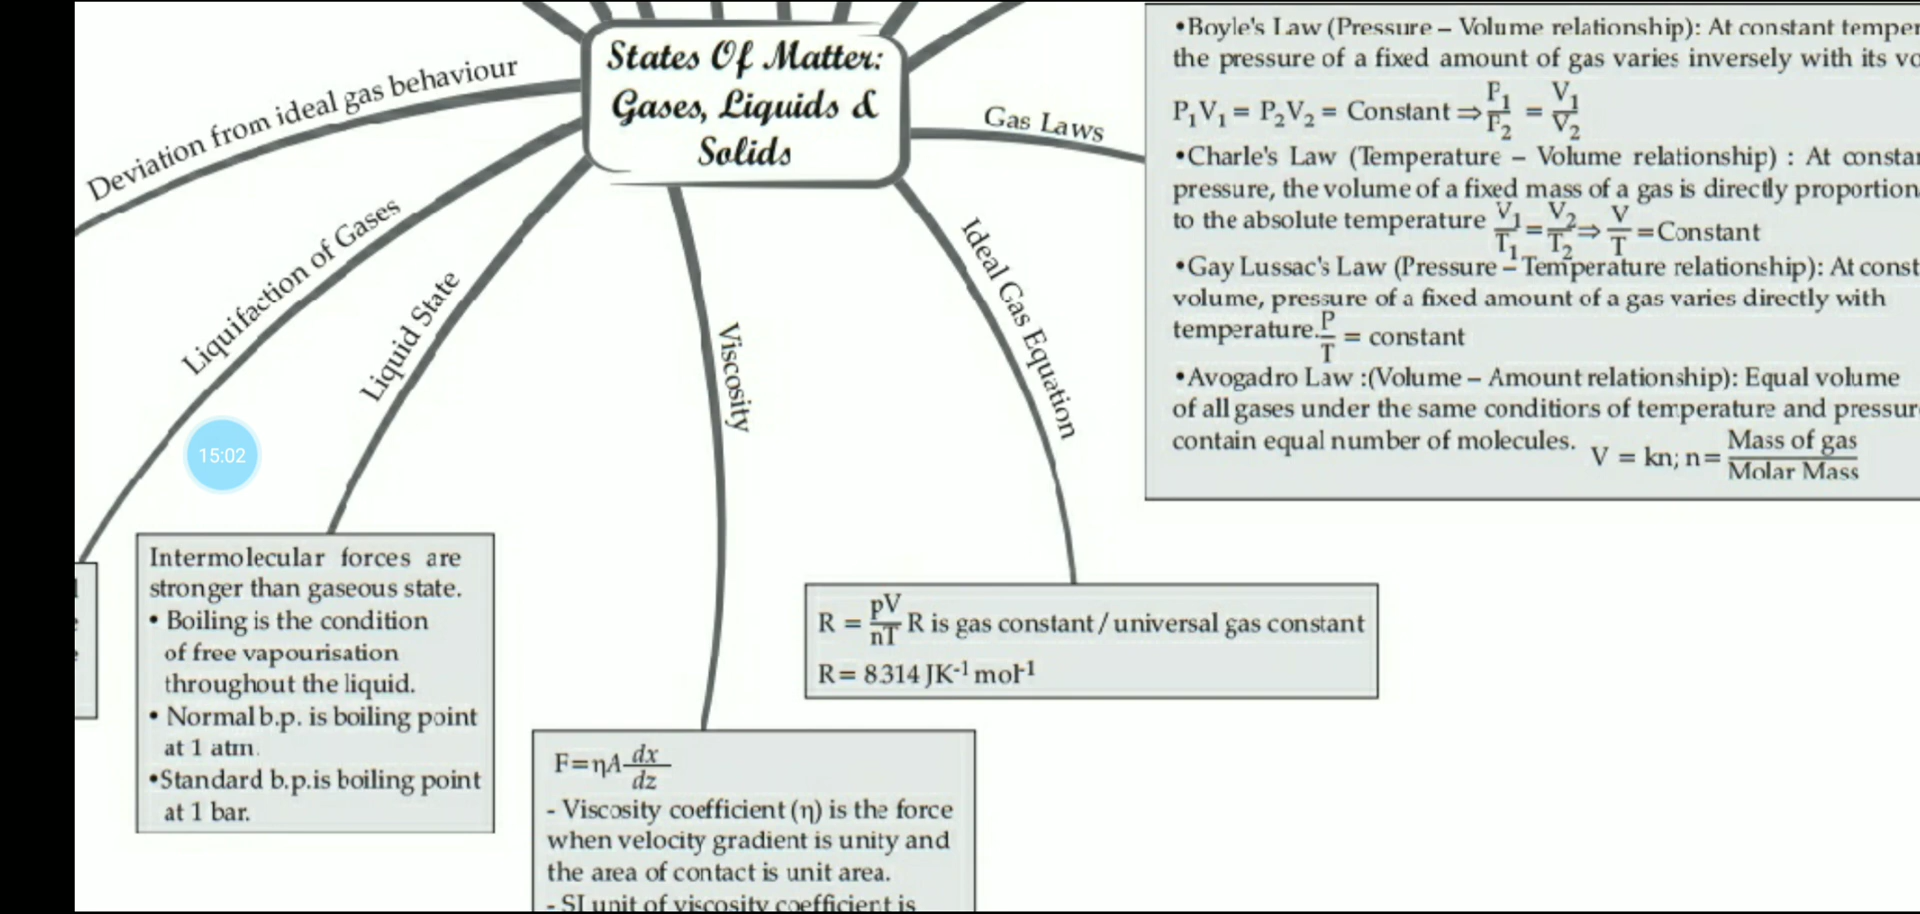 States Of Matter:
Gases, Liquids &
Solids
Deviation from ideal gas behaviour
Liquifaction of Gases
Liquid State
Viscosity
Ideal Gas Equation
Gas Laws
•Boyle's Law (Pressure – Volume relationship): At constant temper
the pressure of a fixed amount of gas varies inversely with its vo
P₁V₁ = P₂V₂ = Constant ⇒ P₁/P₂ = V₁/V₂
•Charle's Law (Temperature – Volume relationship) : At constan
pressure, the volume of a fixed mass of a gas is directly proportion
to the absolute temperature V₁/T₁ = V₂/T₂ ⇒ V/T = Constant
•Gay Lussac's Law (Pressure – Temperature relationship): At const
volume, pressure of a fixed amount of a gas varies directly with
temperature. P/T = constant
•Avogadro Law :(Volume – Amount relationship): Equal volume
of all gases under the same conditions of temperature and pressur
contain equal number of molecules. V = kn; n = Mass of gas/Molar Mass
15:02
Intermolecular forces are
stronger than gaseous state.
• Boiling is the condition
of free vapourisation
throughout the liquid.
• Normal b.p. is boiling point
at 1 atm.
•Standard b.p.is boiling point
at 1 bar.
R = pV/nT R is gas constant / universal gas constant
R = 8.314 JK⁻¹ mol⁻¹
F=ηA dx/dz
- Viscosity coefficient (η) is the force
when velocity gradient is unity and
the area of contact is unit area.
- SI unit of viscosity coefficient is